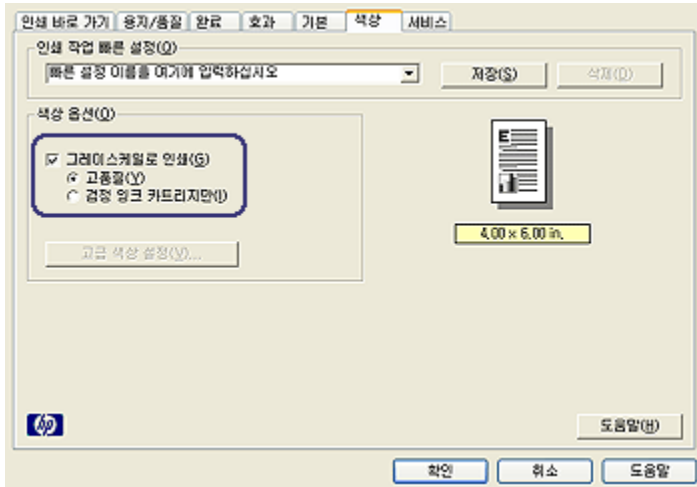 인쇄 바로 가기 용지/품질 완료 효과 기본 색상 서비스
인쇄 작업 빠른 설정(Q)
빠른 설정 이름을 여기에 입력하십시오 저장(S) 삭제(D)
색상 옵션(O)
그레이스케일로 인쇄(G)
고품질(Y)
검정 잉크 카트리지만(I)
4.00 × 6.00 in.
고급 색상 설정(V)...
hp
도움말(H)
확인 취소 도움말